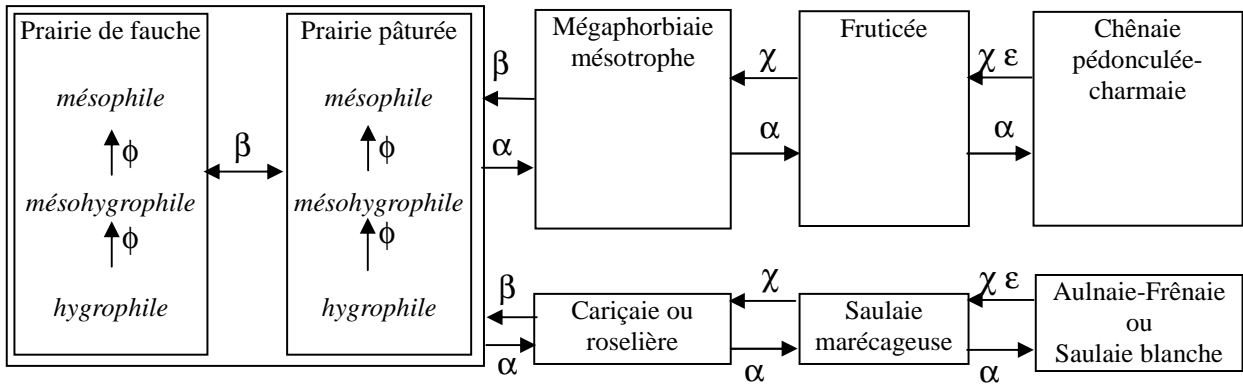 Prairie de fauche
mésophile
ϕ
mésohygrophile
ϕ
hygrophile
β
Prairie pâturée
mésophile
ϕ
mésohygrophile
ϕ
hygrophile
β
α
Mégaphorbiaie
mésotrophe
χ
α
Fruticée
χ ε
α
Chênaie
pédonculée-
charmaie
β
α
Cariçaie ou
roselière
χ
α
Saulaie
marécageuse
χ ε
α
Aulnaie-Frênaie
ou
Saulaie blanche